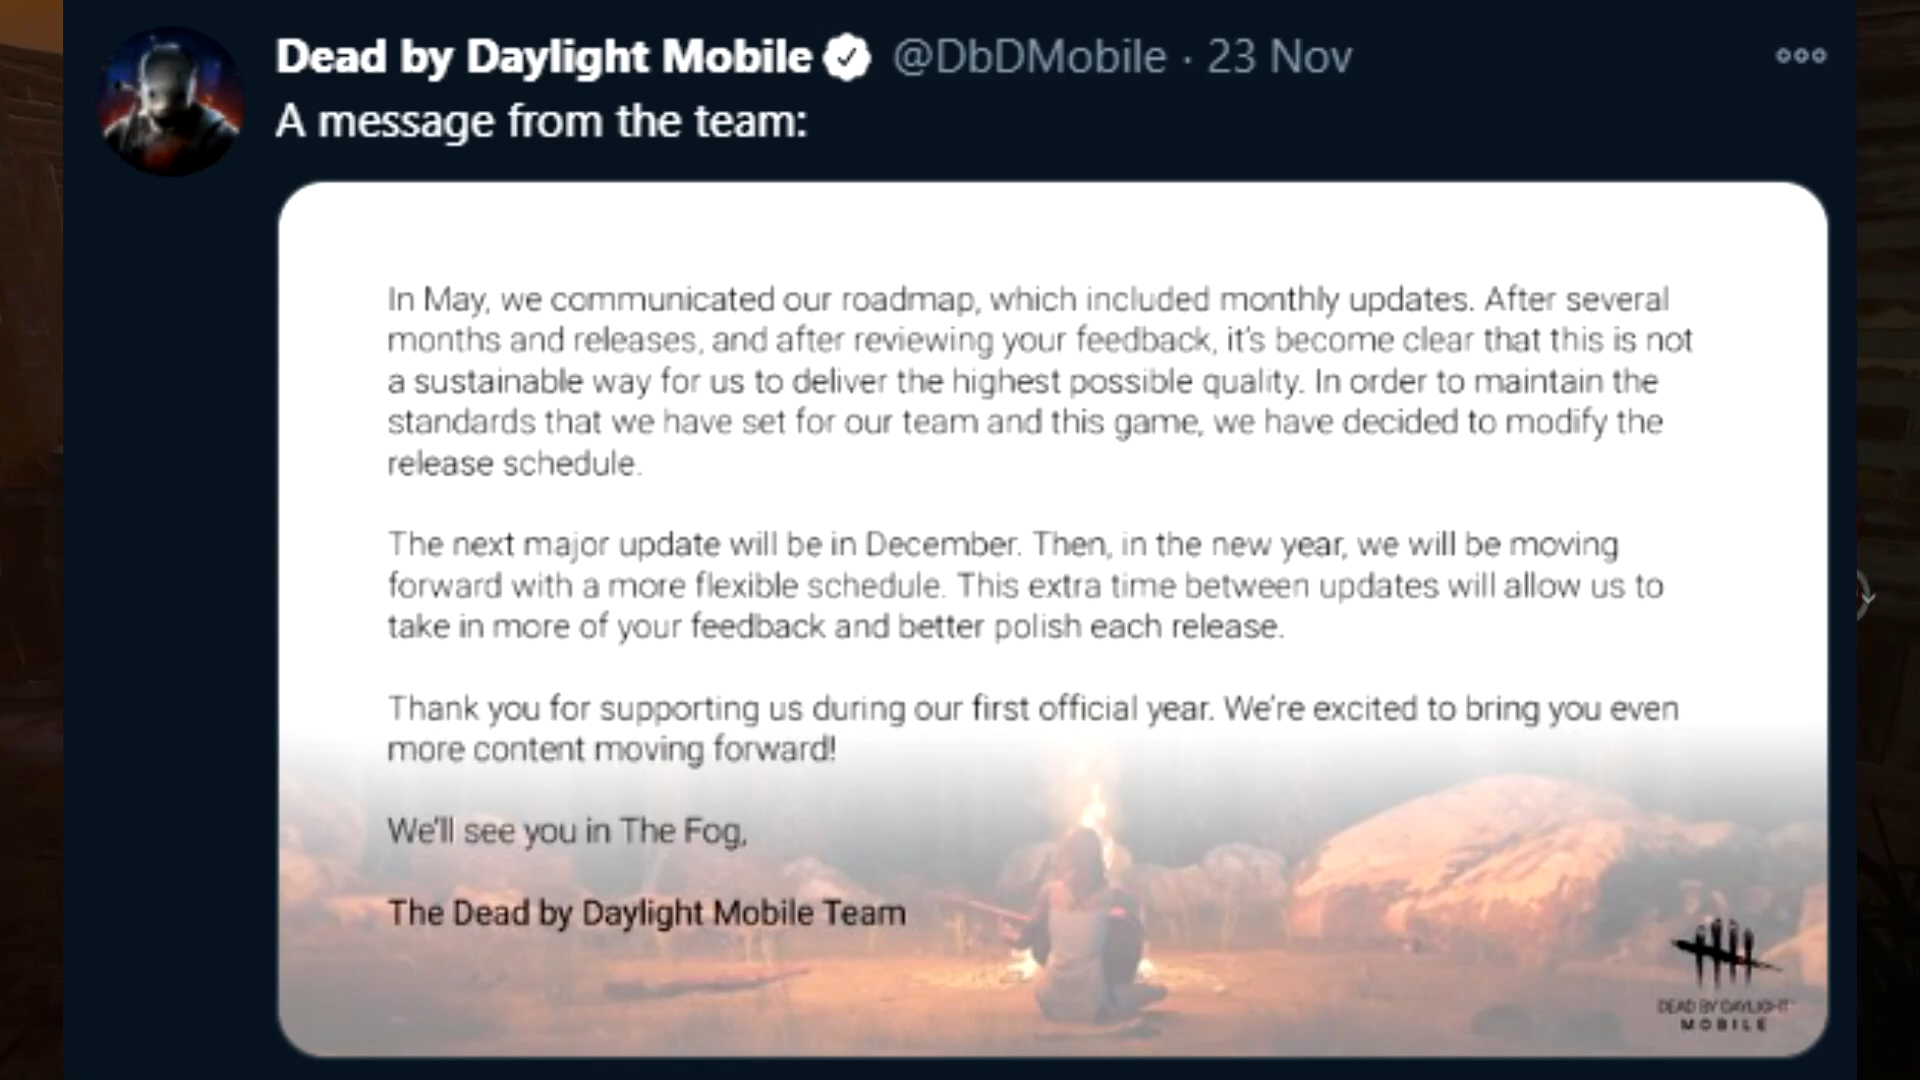 Dead by Daylight Mobile @DbDMobile · 23 Nov
A message from the team:
In May, we communicated our roadmap, which included monthly updates. After several
months and releases, and after reviewing your feedback, it's become clear that this is not
a sustainable way for us to deliver the highest possible quality. In order to maintain the
standards that we have set for our team and this game, we have decided to modify the
release schedule.
The next major update will be in December. Then, in the new year, we will be moving
forward with a more flexible schedule. This extra time between updates will allow us to
take in more of your feedback and better polish each release.
Thank you for supporting us during our first official year. We're excited to bring you even
more content moving forward!
We'll see you in The Fog,
The Dead by Daylight Mobile Team
DEAD BY DAYLIGHT
MOBILE